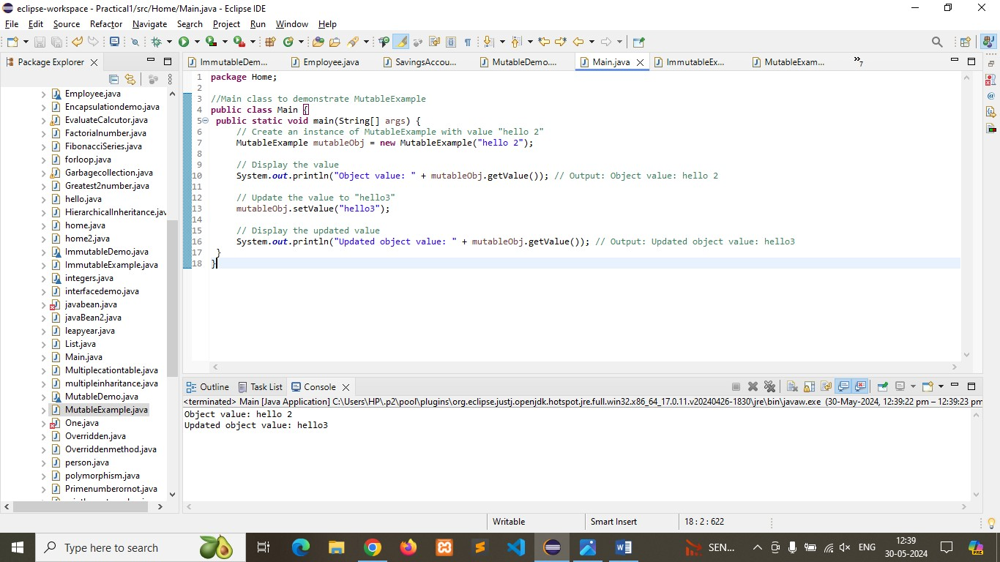 eclipse-workspace - Practical1/src/Home/Main.java - Eclipse IDE
File Edit Source Refactor Navigate Search Project Run Window Help
Package Explorer
ImmutableDem... Employee.java SavingsAccou... MutableDemo.... Main.java ImmutableEx... MutableExam... 7
Employee.java
Encapsulationdemo.java
EvaluateCalcutor.java
FactorialNumber.java
FibonacciSeries.java
forloop.java
Garbagecollection.java
Greatest2number.java
hello.java
HierarchicalInheritance.jav
home.java
home2.java
ImmutableDemo.java
ImmutableExample.java
integers.java
interfacedemo.java
javabean.java
javaBean2.java
leapyear.java
List.java
Main.java
Multiplecationtable.java
multipleinharitance.java
MutableDemo.java
MutableExample.java
One.java
Overridden.java
Overriddenmethod.java
person.java
polymorphism.java
Primenumberornot.java
1 package Home;
2
3 //Main class to demonstrate MutableExample
4 public class Main {
5 public static void main(String[] args) {
6 // Create an instance of MutableExample with value "hello 2"
7 MutableExample mutableObj = new MutableExample("hello 2");
8
9 // Display the value
10 System.out.println("Object value: " + mutableObj.getValue()); // Output: Object value: hello 2
11
12 // Update the value to "hello3"
13 mutableObj.setValue("hello3");
14
15 // Display the updated value
16 System.out.println("Updated object value: " + mutableObj.getValue()); // Output: Updated object value: hello3
17 }
18 }
Outline Task List Console
<terminated> Main [Java Application] C:\Users\HP\.p2\pool\plugins\org.eclipse.justj.openjdk.hotspot.jre.full.win32.x86_64_17.0.11.v20240426-1830\jre\bin\javaw.exe (30-May-2024, 12:39:22 pm – 12:39:23 pm
Object value: hello 2
Updated object value: hello3
Writable Smart Insert 18 : 2 : 622
Type here to search
SEN... ENG 12:39
30-05-2024
PRE